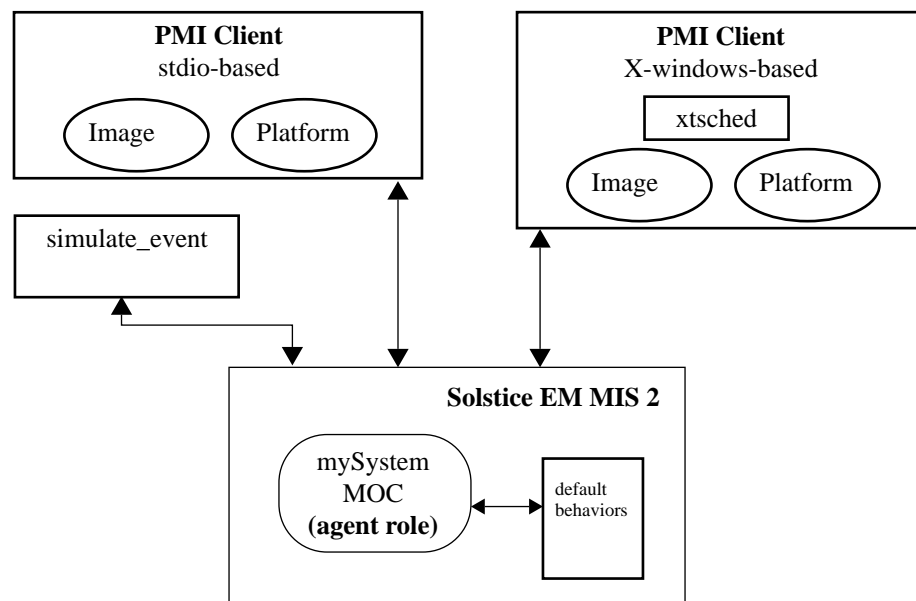 PMI Client
stdio-based
Image
Platform
PMI Client
X-windows-based
xtsched
Image
Platform
simulate_event
Solstice EM MIS 2
mySystem
MOC
(agent role)
default
behaviors